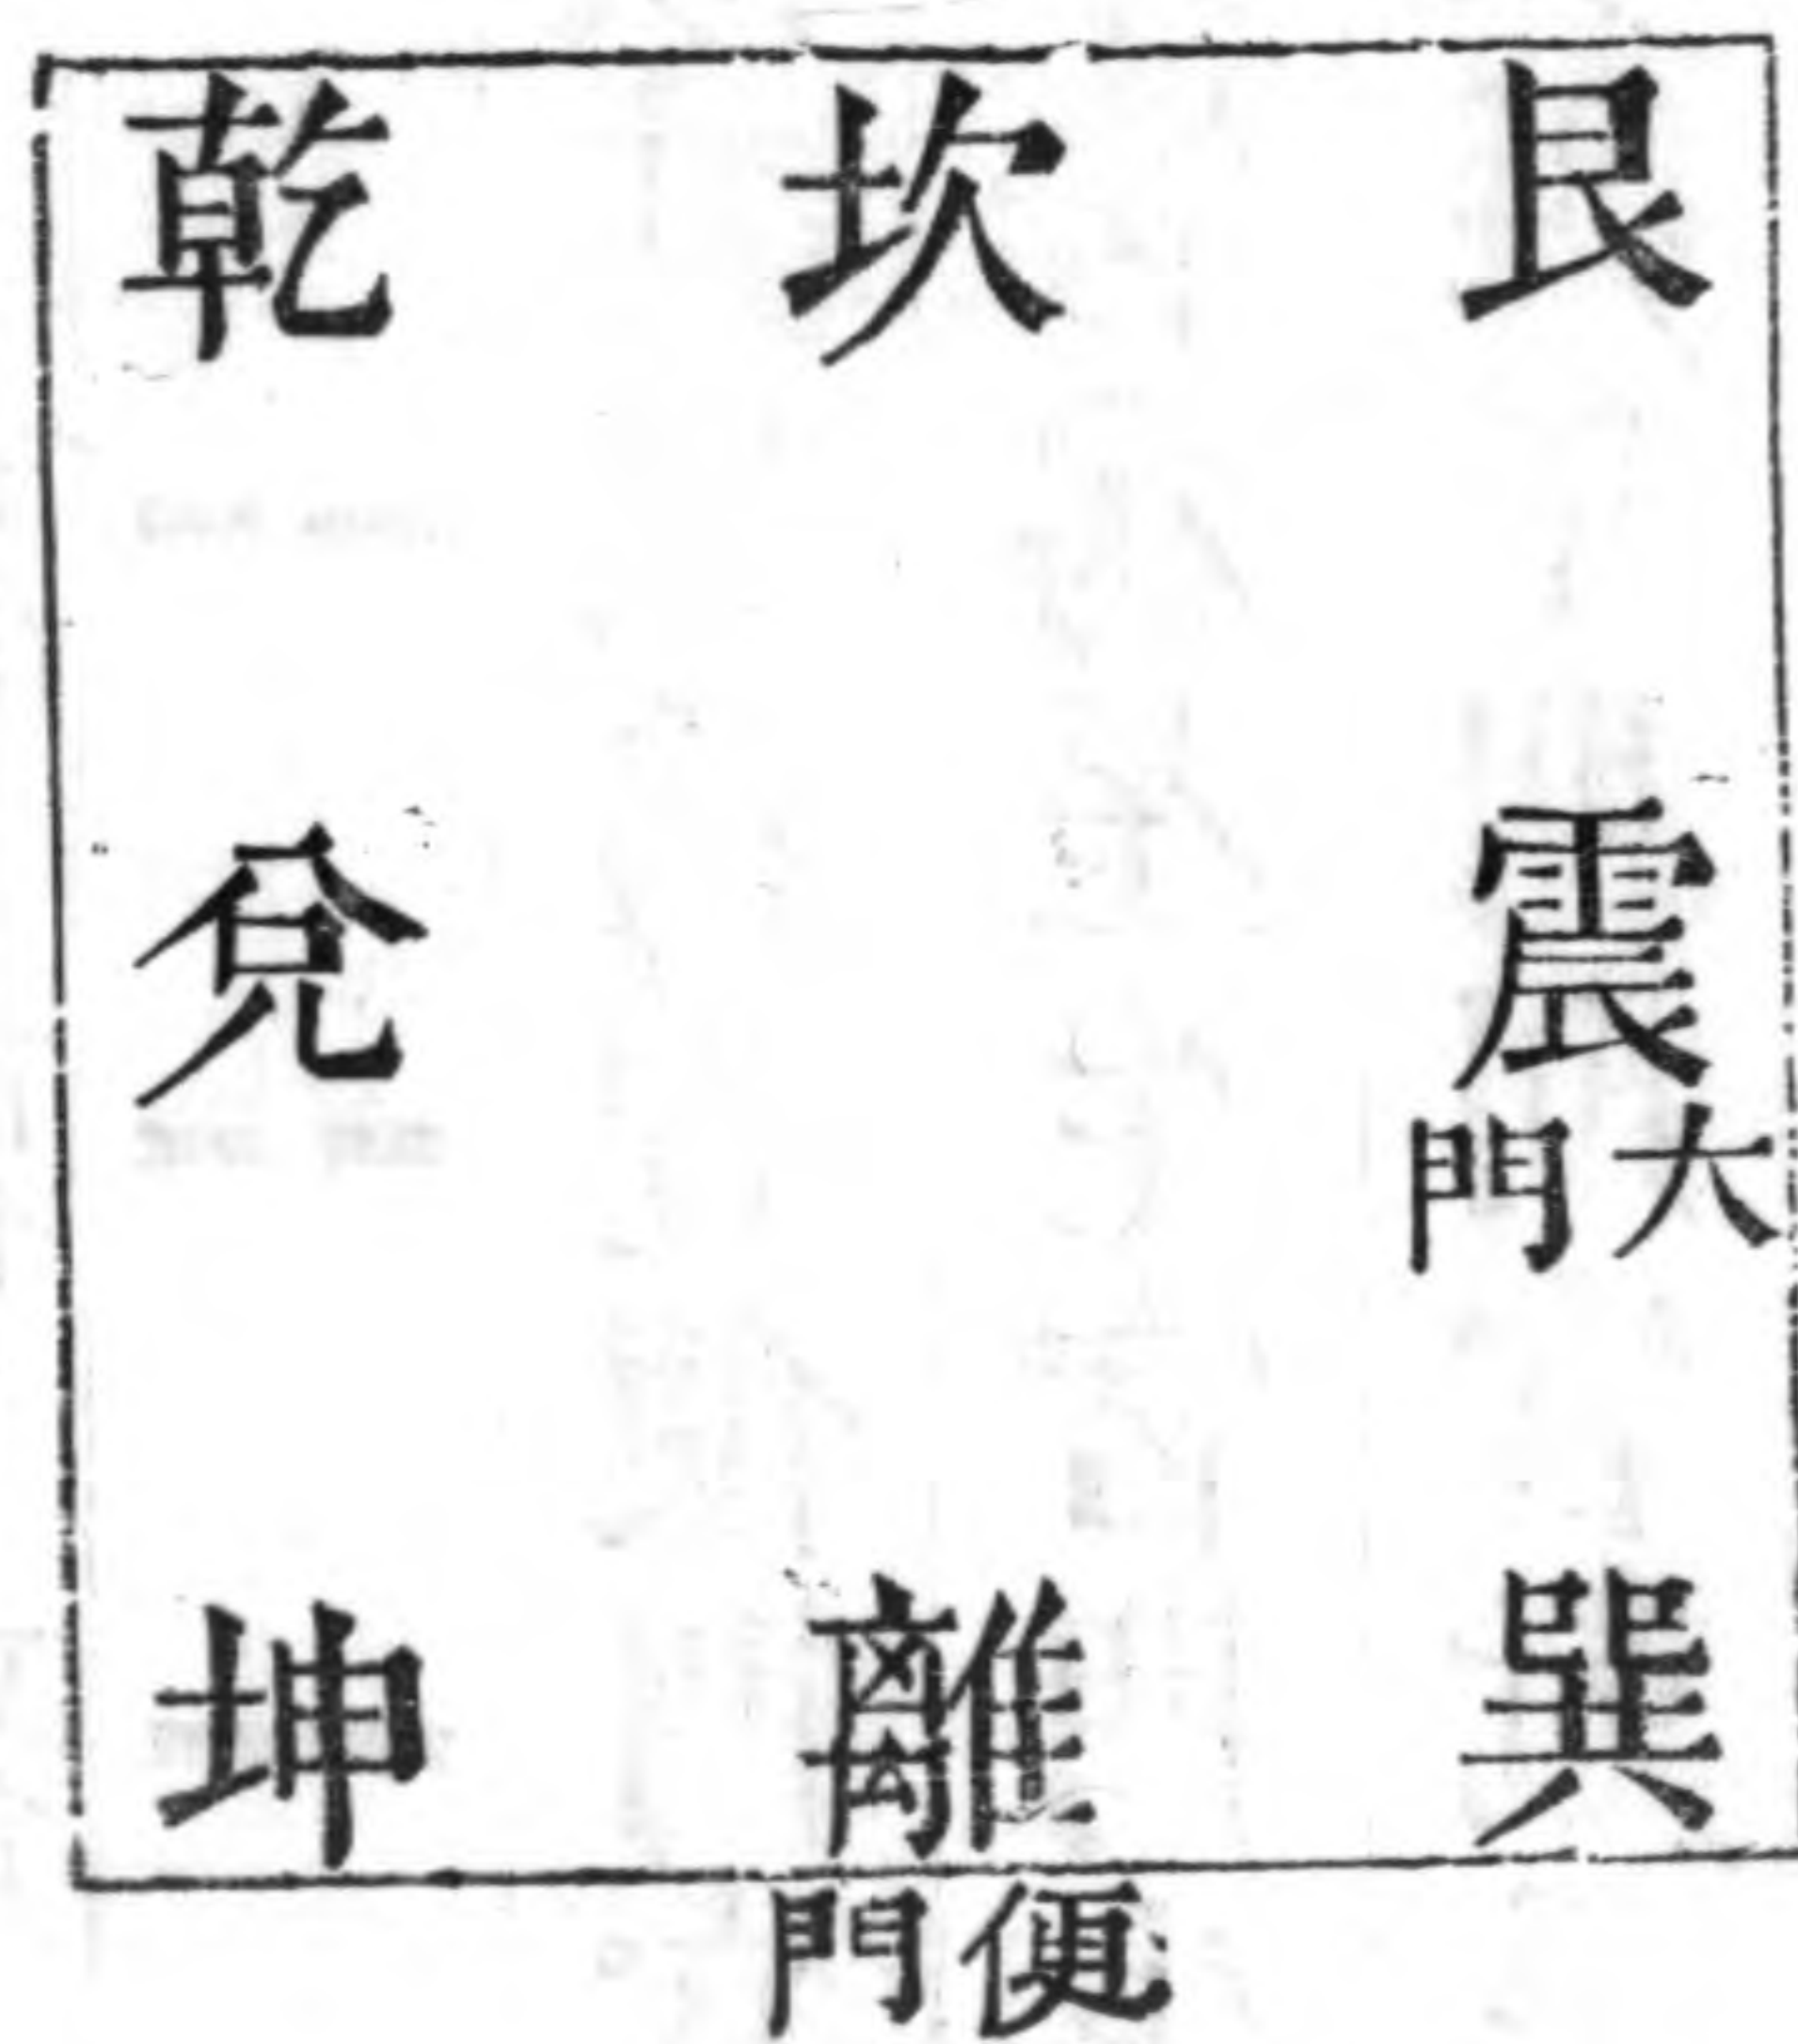 乾 坎 艮
兌 震
大門
坤 離 巽
便門